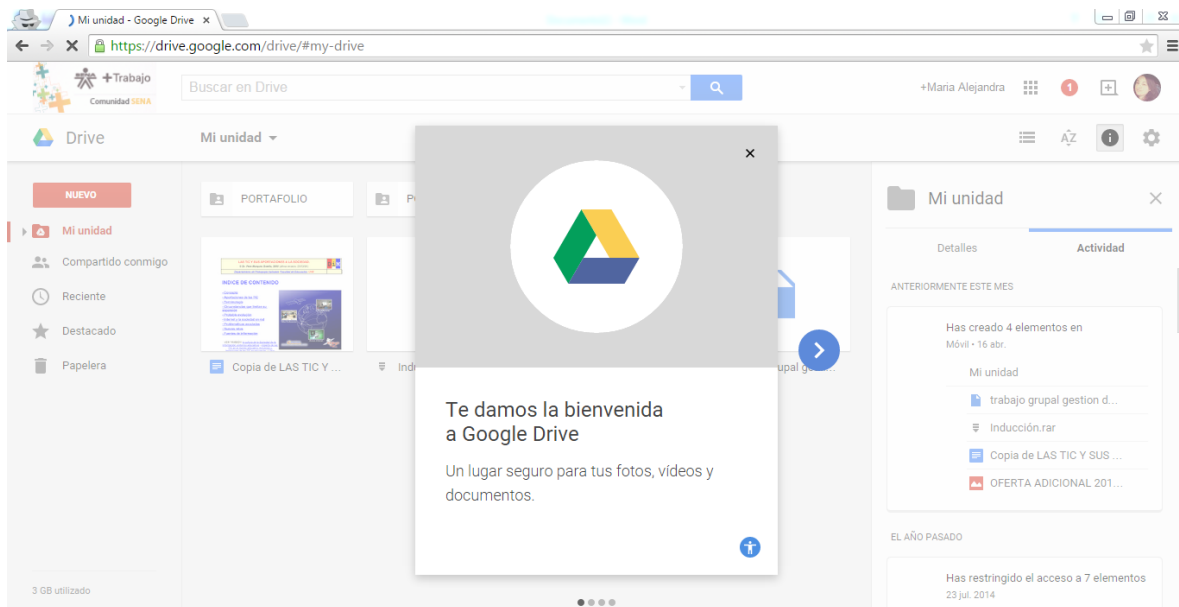 Mi unidad - Google Drive
https://drive.google.com/drive/#my-drive
+Trabajo
Comunidad SENA
Buscar en Drive
+Maria Alejandra
1
Drive
Mi unidad
AZ
NUEVO
Mi unidad
Compartido conmigo
Reciente
Destacado
Papelera
3 GB utilizado
PORTAFOLIO
INDICE DE CONTENIDO
Copia de LAS TIC Y ...
Te damos la bienvenida
a Google Drive
Un lugar seguro para tus fotos, vídeos y
documentos.
Mi unidad
Detalles
Actividad
ANTERIORMENTE ESTE MES
Has creado 4 elementos en
Móvil • 16 abr.
Mi unidad
trabajo grupal gestion d...
Inducción.rar
Copia de LAS TIC Y SUS ...
OFERTA ADICIONAL 201...
EL AÑO PASADO
Has restringido el acceso a 7 elementos
23 jul. 2014